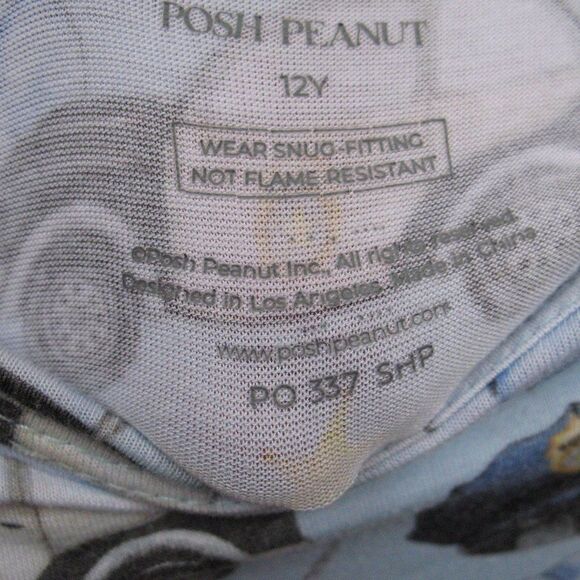 POSH PEANUT
12Y
WEAR SNUG-FITTING
NOT FLAME RESISTANT
©Posh Peanut Inc., All rights reserved.
Designed in Los Angeles, Made in China
www.poshpeanut.com
PO 337 SHP